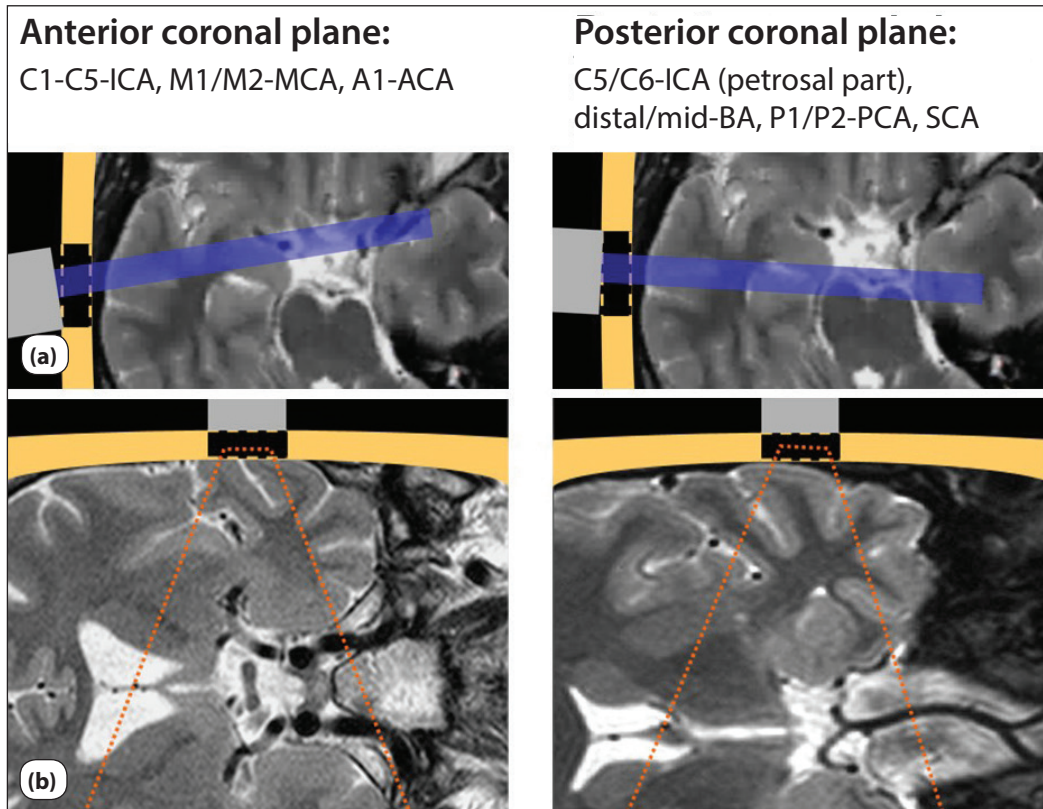 Anterior coronal plane:
C1-C5-ICA, M1/M2-MCA, A1-ACA
Posterior coronal plane:
C5/C6-ICA (petrosal part),
distal/mid-BA, P1/P2-PCA, SCA
(a)
(b)